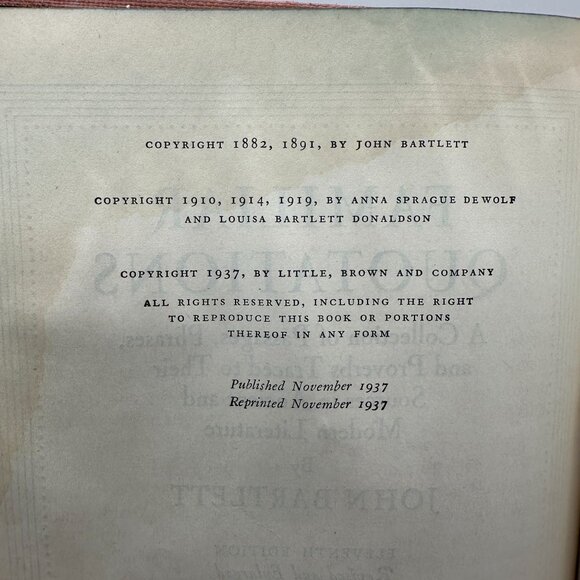 COPYRIGHT 1882, 1891, BY JOHN BARTLETT
COPYRIGHT 1910, 1914, 1919, BY ANNA SPRAGUE DEWOLF
AND LOUISA BARTLETT DONALDSON
COPYRIGHT 1937, BY LITTLE, BROWN AND COMPANY
ALL RIGHTS RESERVED, INCLUDING THE RIGHT
TO REPRODUCE THIS BOOK OR PORTIONS
THEREOF IN ANY FORM
Published November 1937
Reprinted November 1937